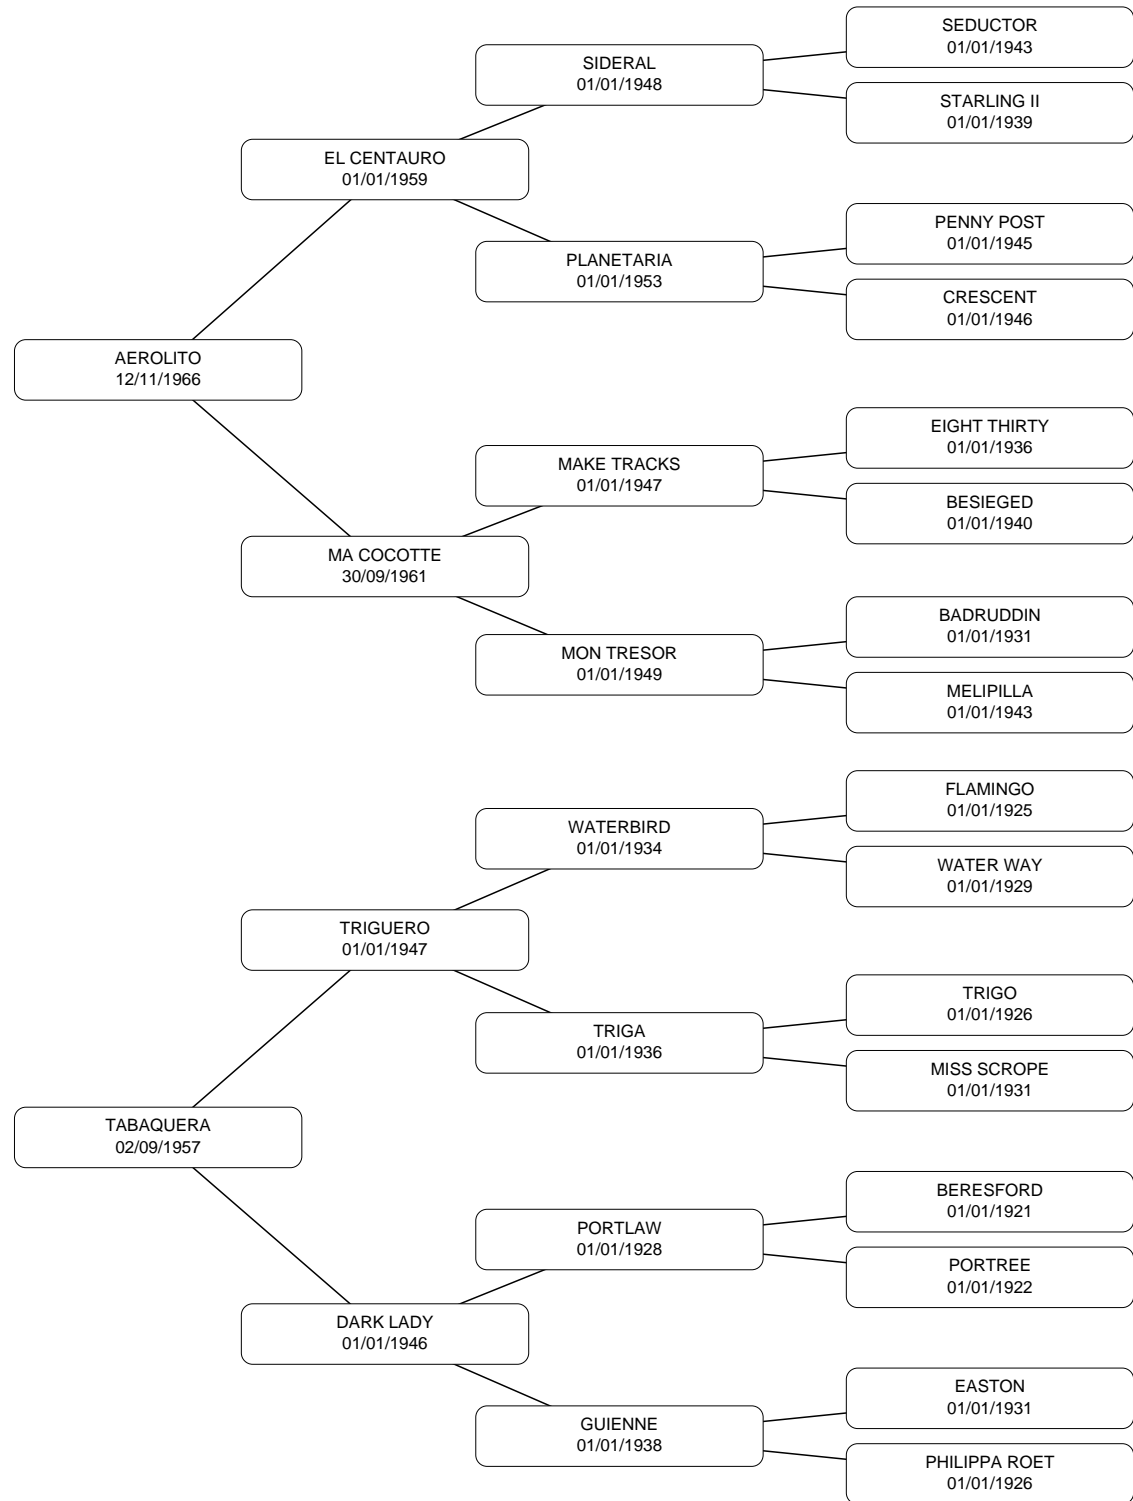 SEDUCTOR
01/01/1943
SIDERAL
01/01/1948
STARLING II
01/01/1939
EL CENTAURO
01/01/1959
PENNY POST
01/01/1945
PLANETARIA
01/01/1953
CRESCENT
01/01/1946
AEROLITO
12/11/1966
EIGHT THIRTY
01/01/1936
MAKE TRACKS
01/01/1947
BESIEGED
01/01/1940
MA COCOTTE
30/09/1961
BADRUDDIN
01/01/1931
MON TRESOR
01/01/1949
MELIPILLA
01/01/1943
FLAMINGO
01/01/1925
WATERBIRD
01/01/1934
WATER WAY
01/01/1929
TRIGUERO
01/01/1947
TRIGO
01/01/1926
TRIGA
01/01/1936
MISS SCROPE
01/01/1931
TABAQUERA
02/09/1957
BERESFORD
01/01/1921
PORTLAW
01/01/1928
PORTREE
01/01/1922
DARK LADY
01/01/1946
EASTON
01/01/1931
GUIENNE
01/01/1938
PHILIPPA ROET
01/01/1926